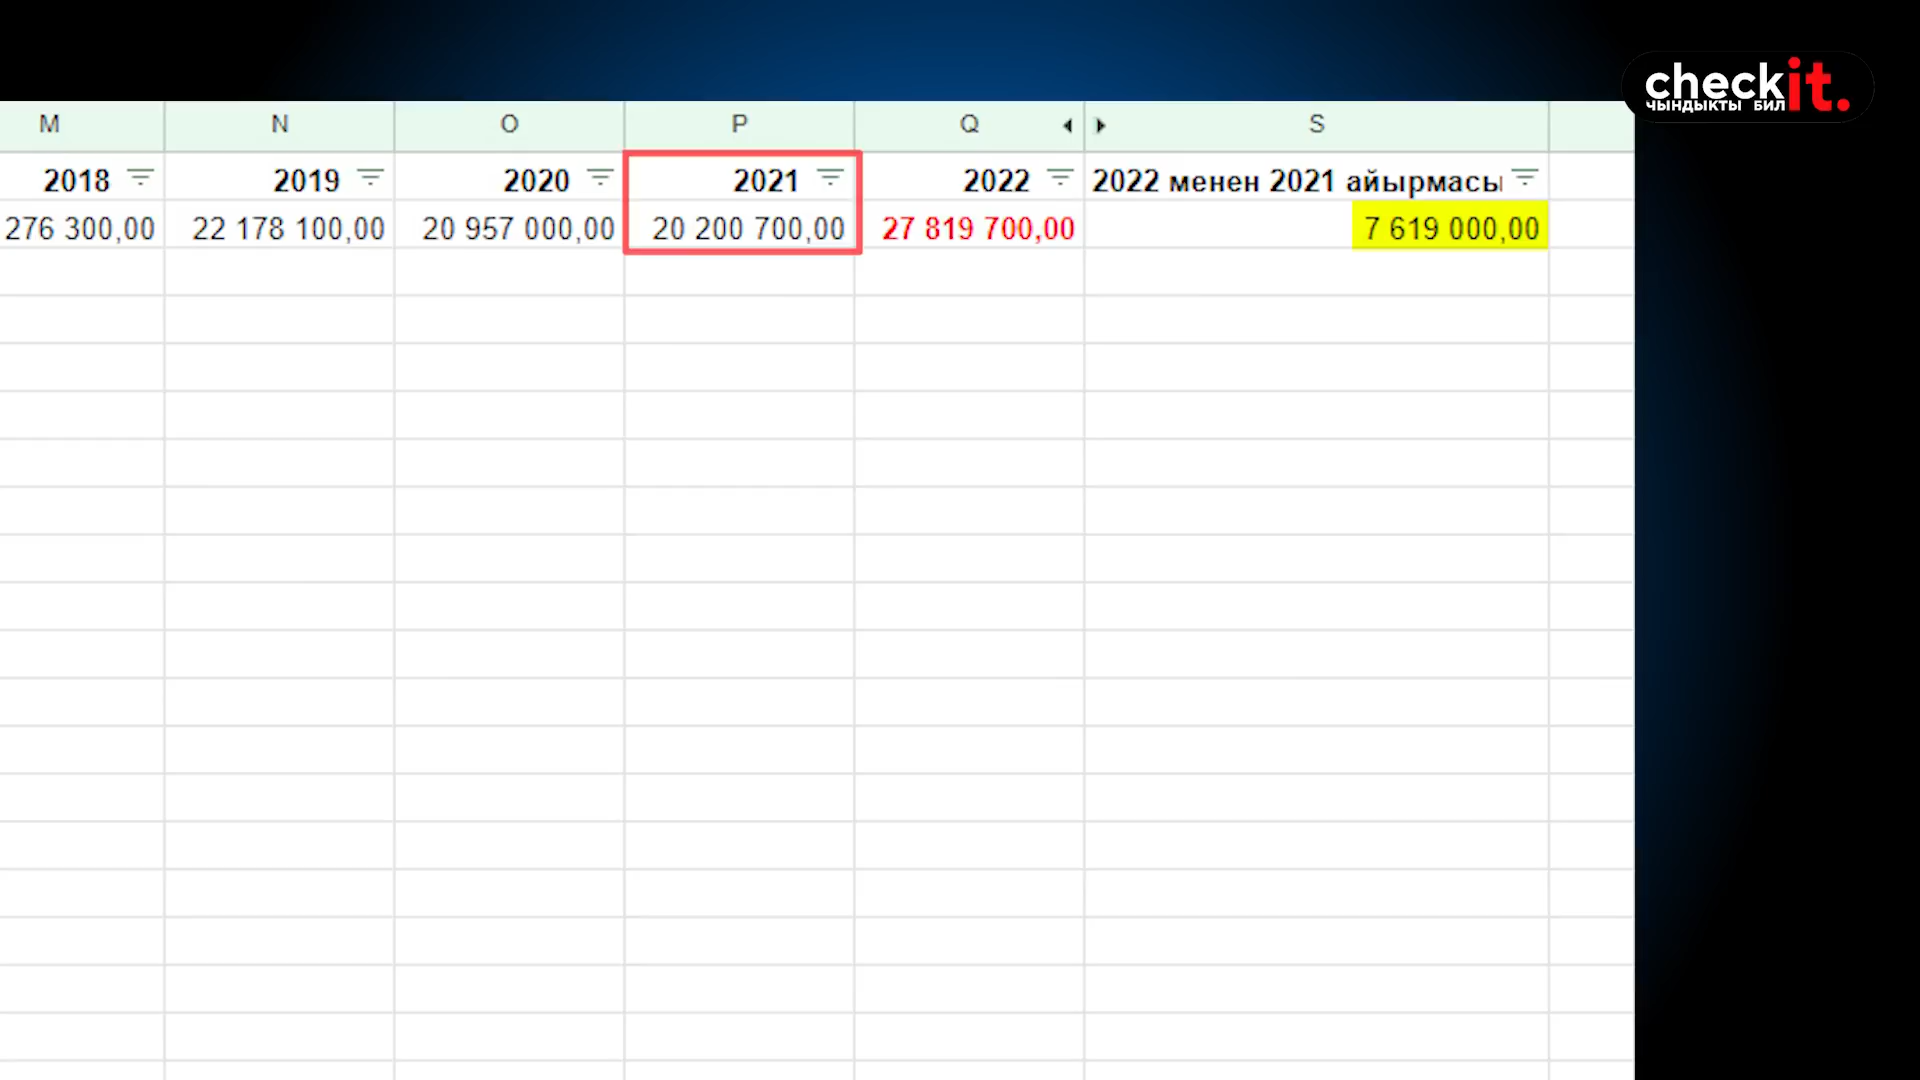 checkit.
чындыкты бил
M N O P Q S
2018 2019 2020 2021 2022 2022 менен 2021 айырмасы
276 300,00 22 178 100,00 20 957 000,00 20 200 700,00 27 819 700,00 7 619 000,00